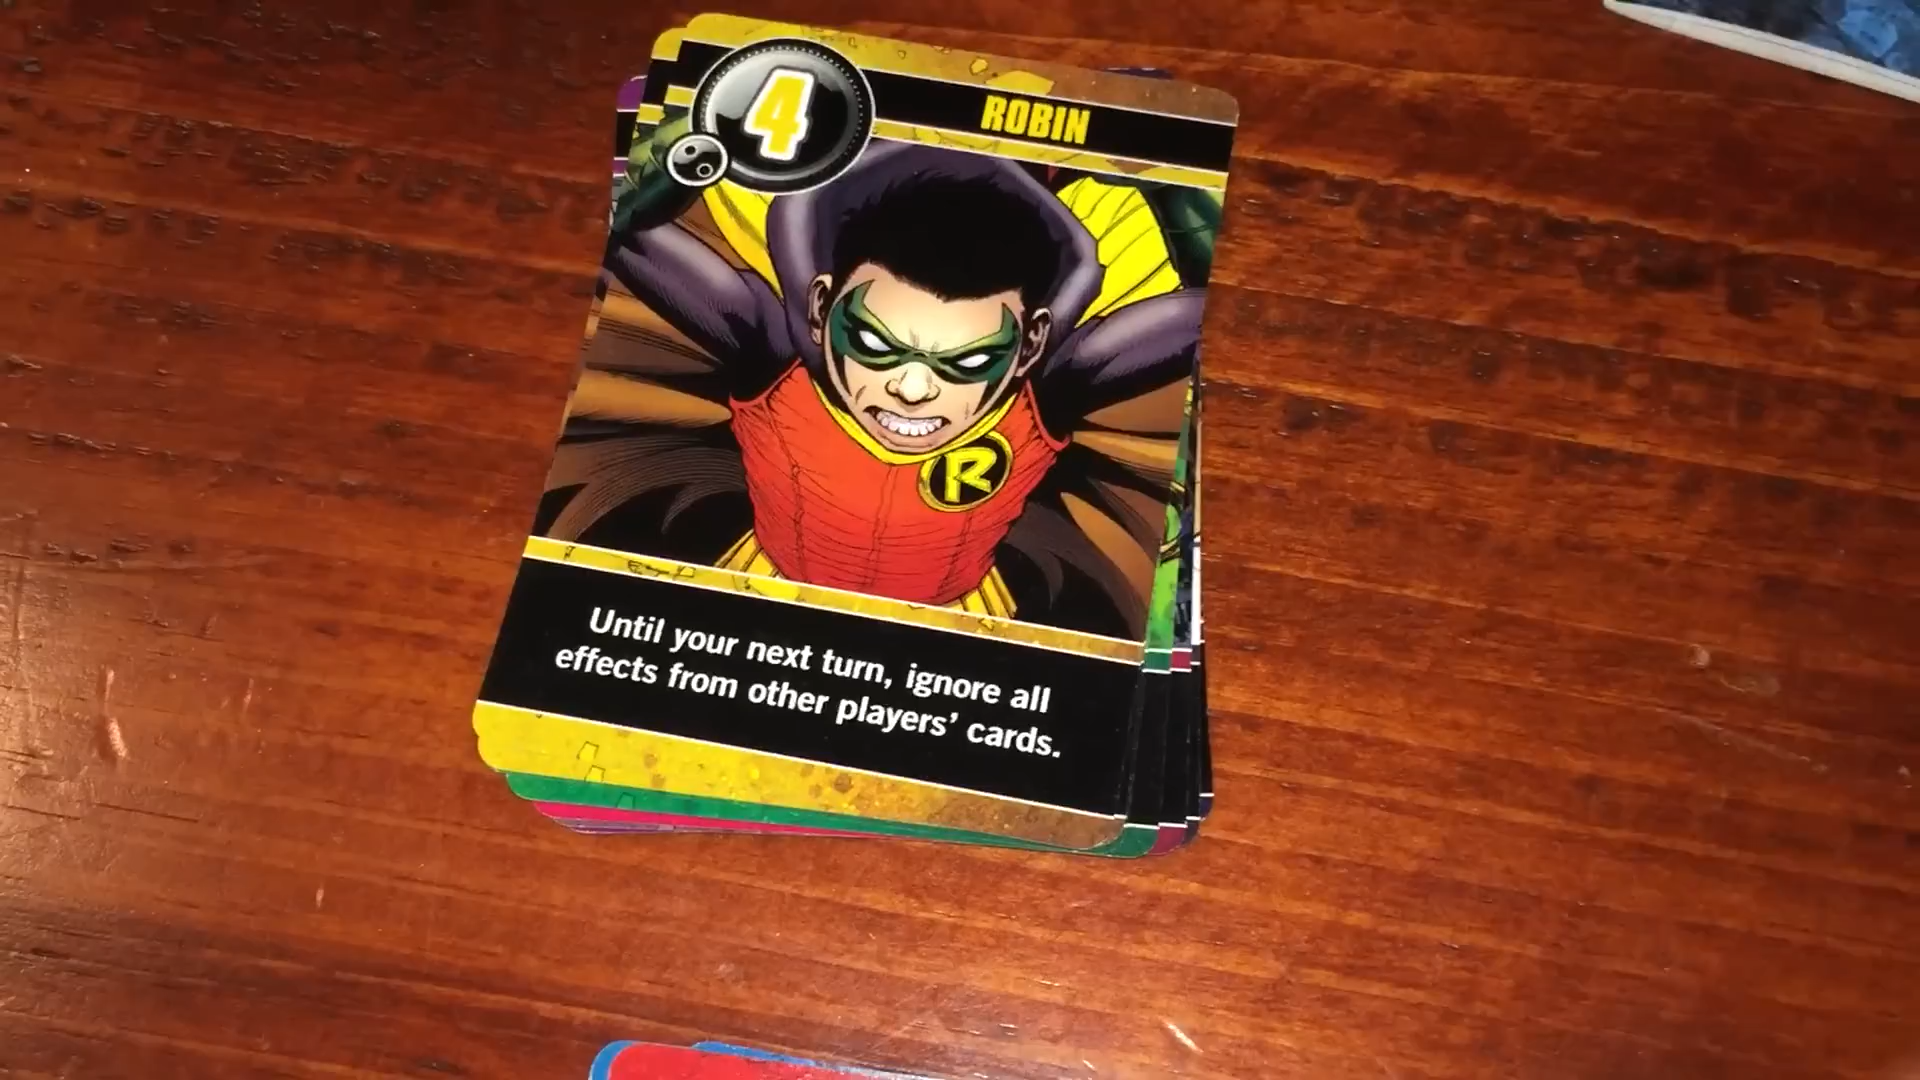 4
ROBIN
R
Until your next turn, ignore all
effects from other players' cards.